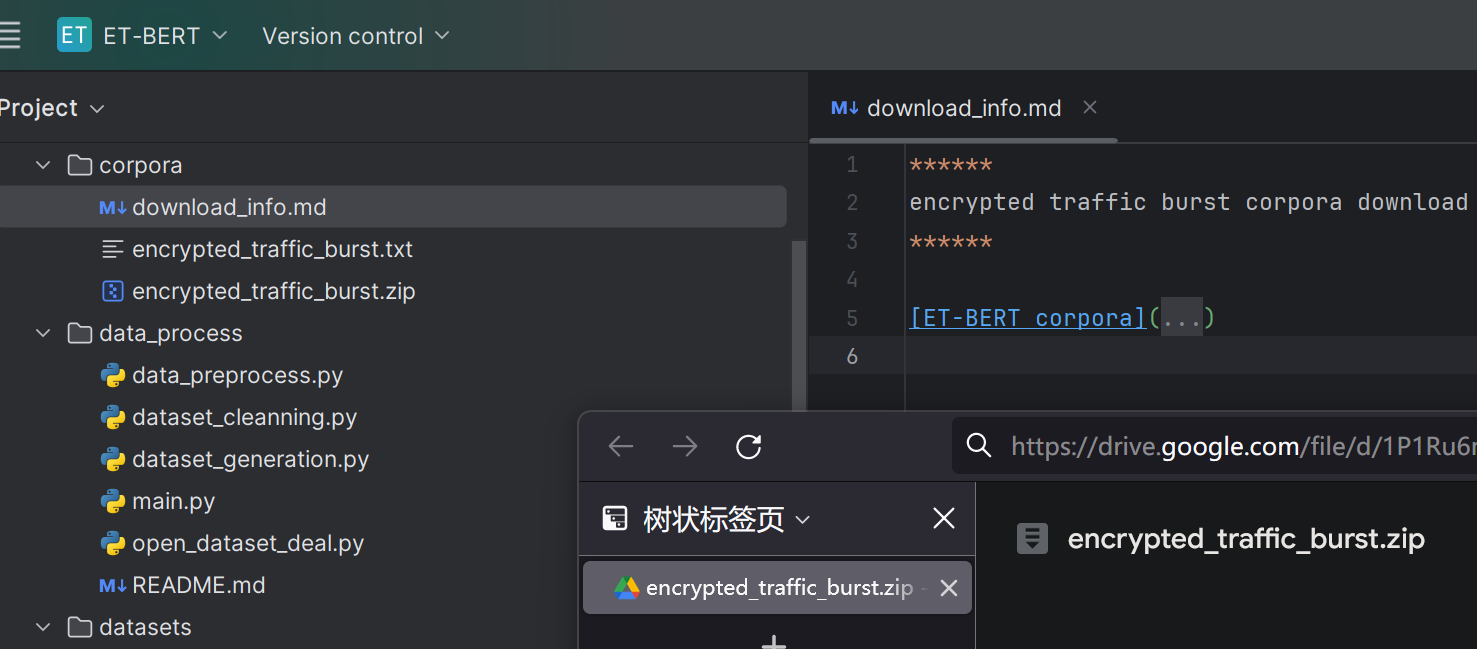 ET ET-BERT Version control
Project
corpora
download_info.md
encrypted_traffic_burst.txt
encrypted_traffic_burst.zip
data_process
data_preprocess.py
dataset_cleanning.py
dataset_generation.py
main.py
open_dataset_deal.py
README.md
datasets
download_info.md
1 ******
2 encrypted traffic burst corpora download
3 ******
4
5 [ET-BERT corpora](...)
6
https://drive.google.com/file/d/1P1Ru6
树状标签页
encrypted_traffic_burst.zip -
encrypted_traffic_burst.zip